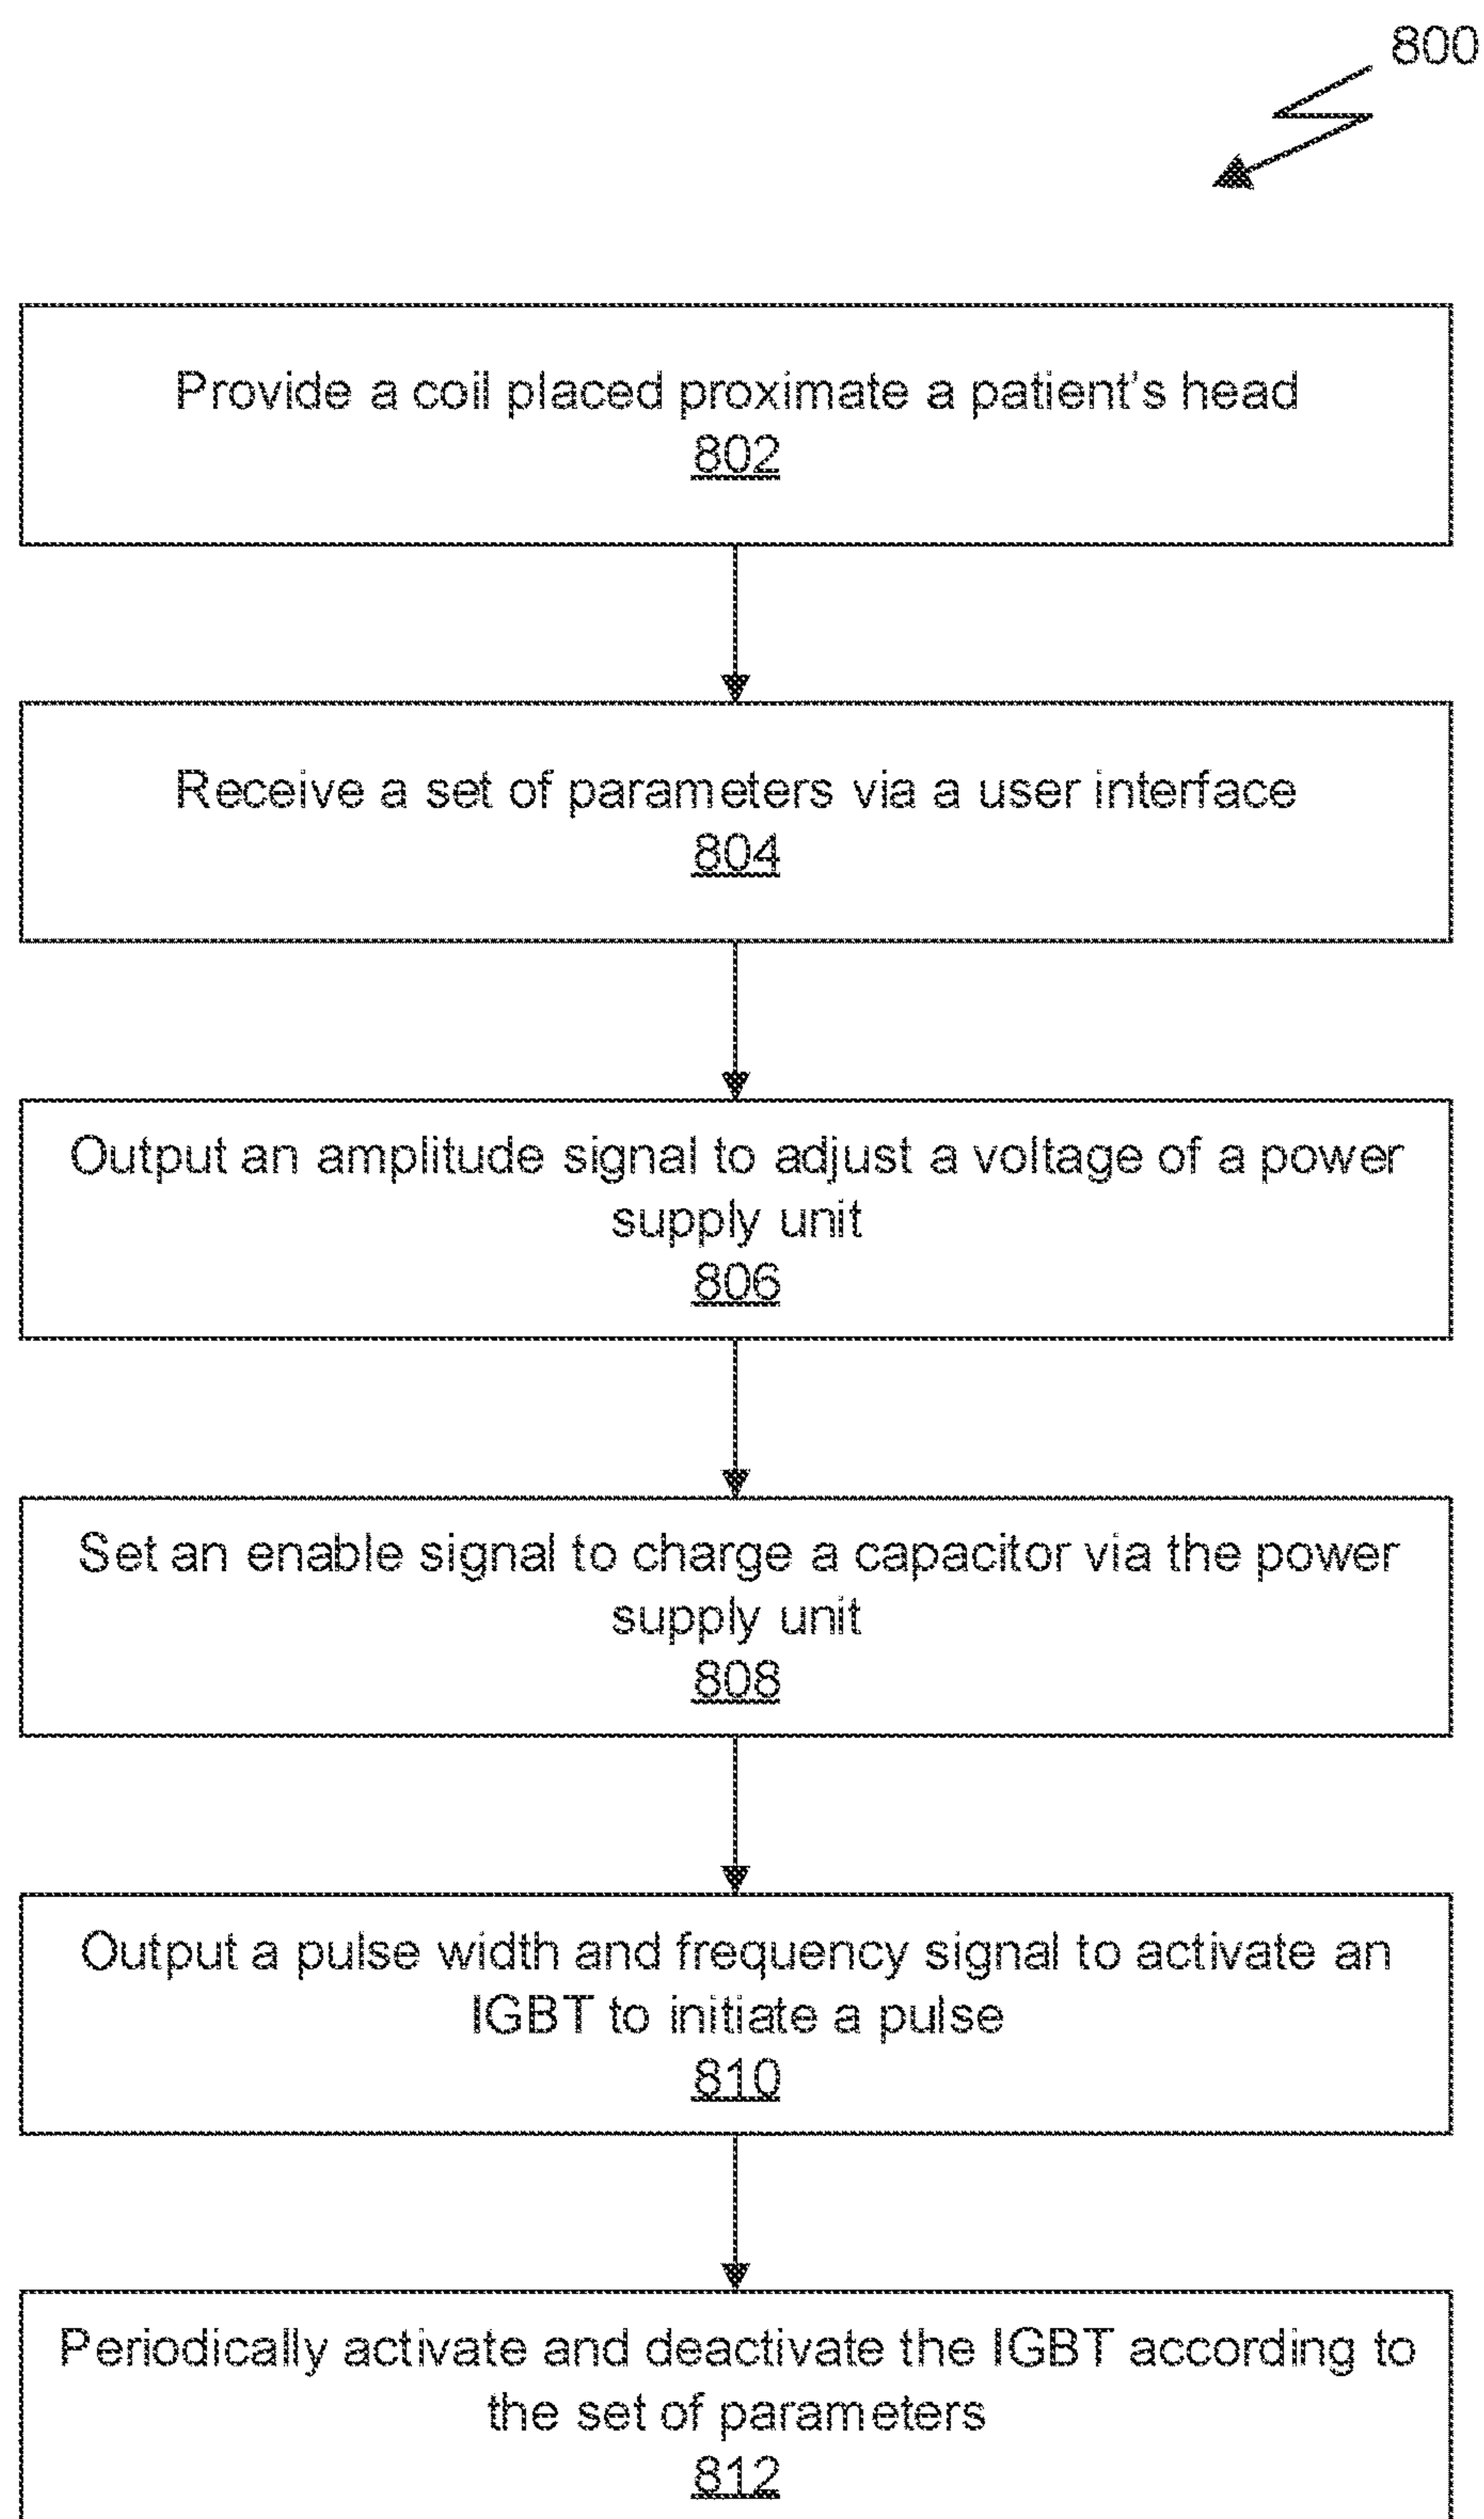 800
Provide a coil placed proximate a patient's head
802
Receive a set of parameters via a user interface
804
Output an amplitude signal to adjust a voltage of a power
supply unit
806
Set an enable signal to charge a capacitor via the power
supply unit
808
Output a pulse width and frequency signal to activate an
IGBT to initiate a pulse
810
Periodically activate and deactivate the IGBT according to
the set of parameters
812